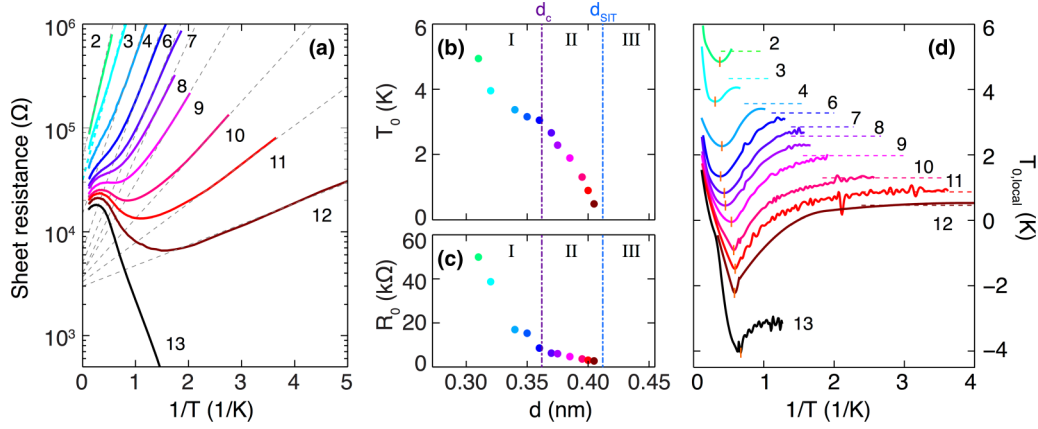 (a)
Sheet resistance (Ω)
10⁶
10⁵
10⁴
10³
2
3
4
6
7
8
9
10
11
12
13
0
1
2
3
4
5
1/T (1/K)
d_c
d_SIT
(b)
I
II
III
T₀ (K)
6
4
2
0
(c)
I
II
III
R₀ (kΩ)
60
40
20
0
0.30
0.35
0.40
0.45
d (nm)
(d)
2
3
4
6
7
8
9
10
11
12
13
6
4
2
0
−2
−4
T₀,local (K)
0
1
2
3
4
1/T (1/K)